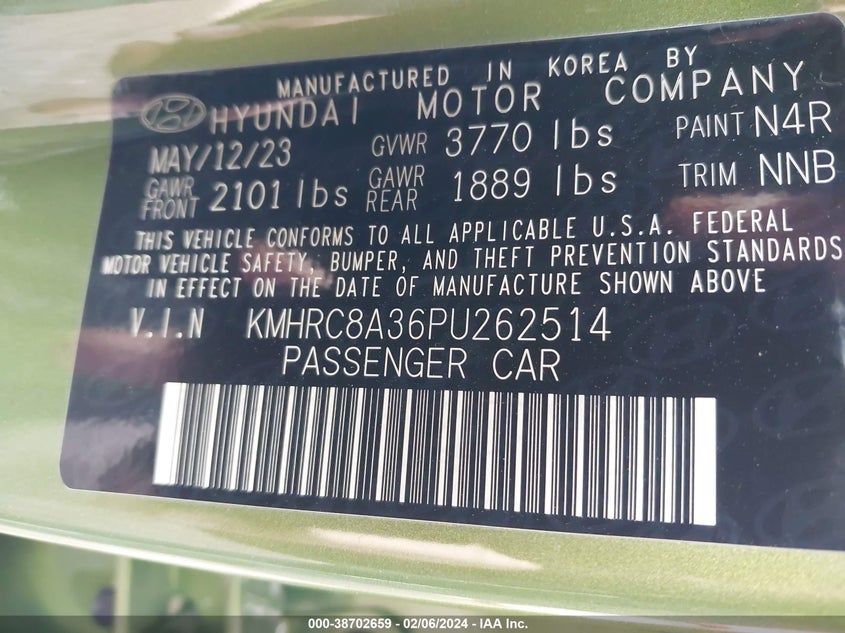 MANUFACTURED IN KOREA BY
HYUNDAI MOTOR COMPANY
MAY/12/23 GVWR 3770 lbs PAINT N4R
GAWR FRONT 2101 lbs GAWR REAR 1889 lbs TRIM NNB
THIS VEHICLE CONFORMS TO ALL APPLICABLE U.S.A. FEDERAL
MOTOR VEHICLE SAFETY, BUMPER, AND THEFT PREVENTION STANDARDS
IN EFFECT ON THE DATE OF MANUFACTURE SHOWN ABOVE
V.I.N KMHRC8A36PU262514
PASSENGER CAR
000-38702659 - 02/06/2024 - IAA Inc.